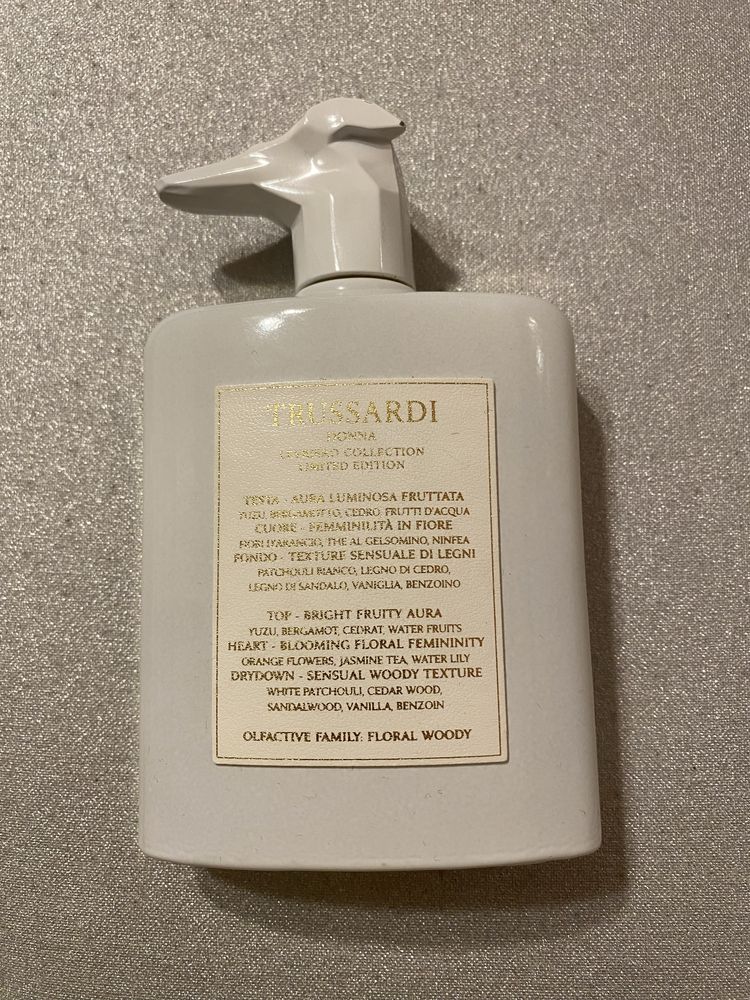 TRUSSARDI
DONNA
LEVRIERO COLLECTION
LIMITED EDITION
TESTA - AURA LUMINOSA FRUTTATA
YUZU, BERGAMOTTO, CEDRO, FRUTTI D'ACQUA
CUORE - FEMMINILITÀ IN FIORE
FIORI D'ARANCIO, THE AL GELSOMINO, NINFEA
FONDO - TEXTURE SENSUALE DI LEGNI
PATCHOULI BIANCO, LEGNO DI CEDRO,
LEGNO DI SANDALO, VANIGLIA, BENZOINO
TOP - BRIGHT FRUITY AURA
YUZU, BERGAMOT, CEDRAT, WATER FRUITS
HEART - BLOOMING FLORAL FEMININITY
ORANGE FLOWERS, JASMINE TEA, WATER LILY
DRYDOWN - SENSUAL WOODY TEXTURE
WHITE PATCHOULI, CEDAR WOOD,
SANDALWOOD, VANILLA, BENZOIN
OLFACTIVE FAMILY: FLORAL WOODY